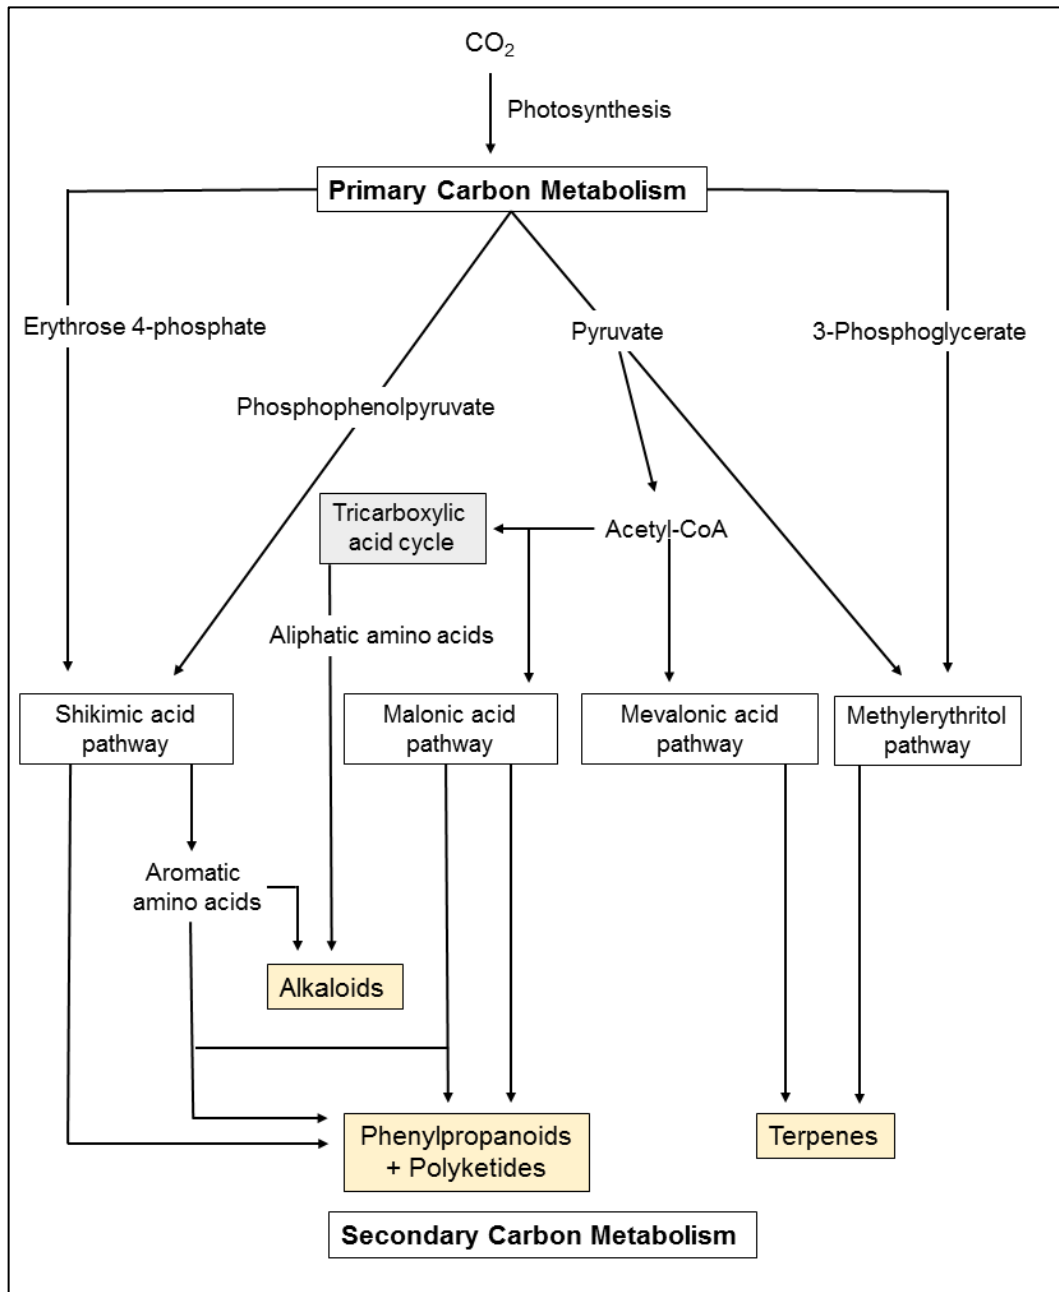 CO₂
Photosynthesis
Primary Carbon Metabolism
Erythrose 4-phosphate
Pyruvate
3-Phosphoglycerate
Phosphophenolpyruvate
Tricarboxylic
acid cycle
Acetyl-CoA
Aliphatic amino acids
Shikimic acid
pathway
Malonic acid
pathway
Mevalonic acid
pathway
Methylerythritol
pathway
Aromatic
amino acids
Alkaloids
Phenylpropanoids
+ Polyketides
Terpenes
Secondary Carbon Metabolism